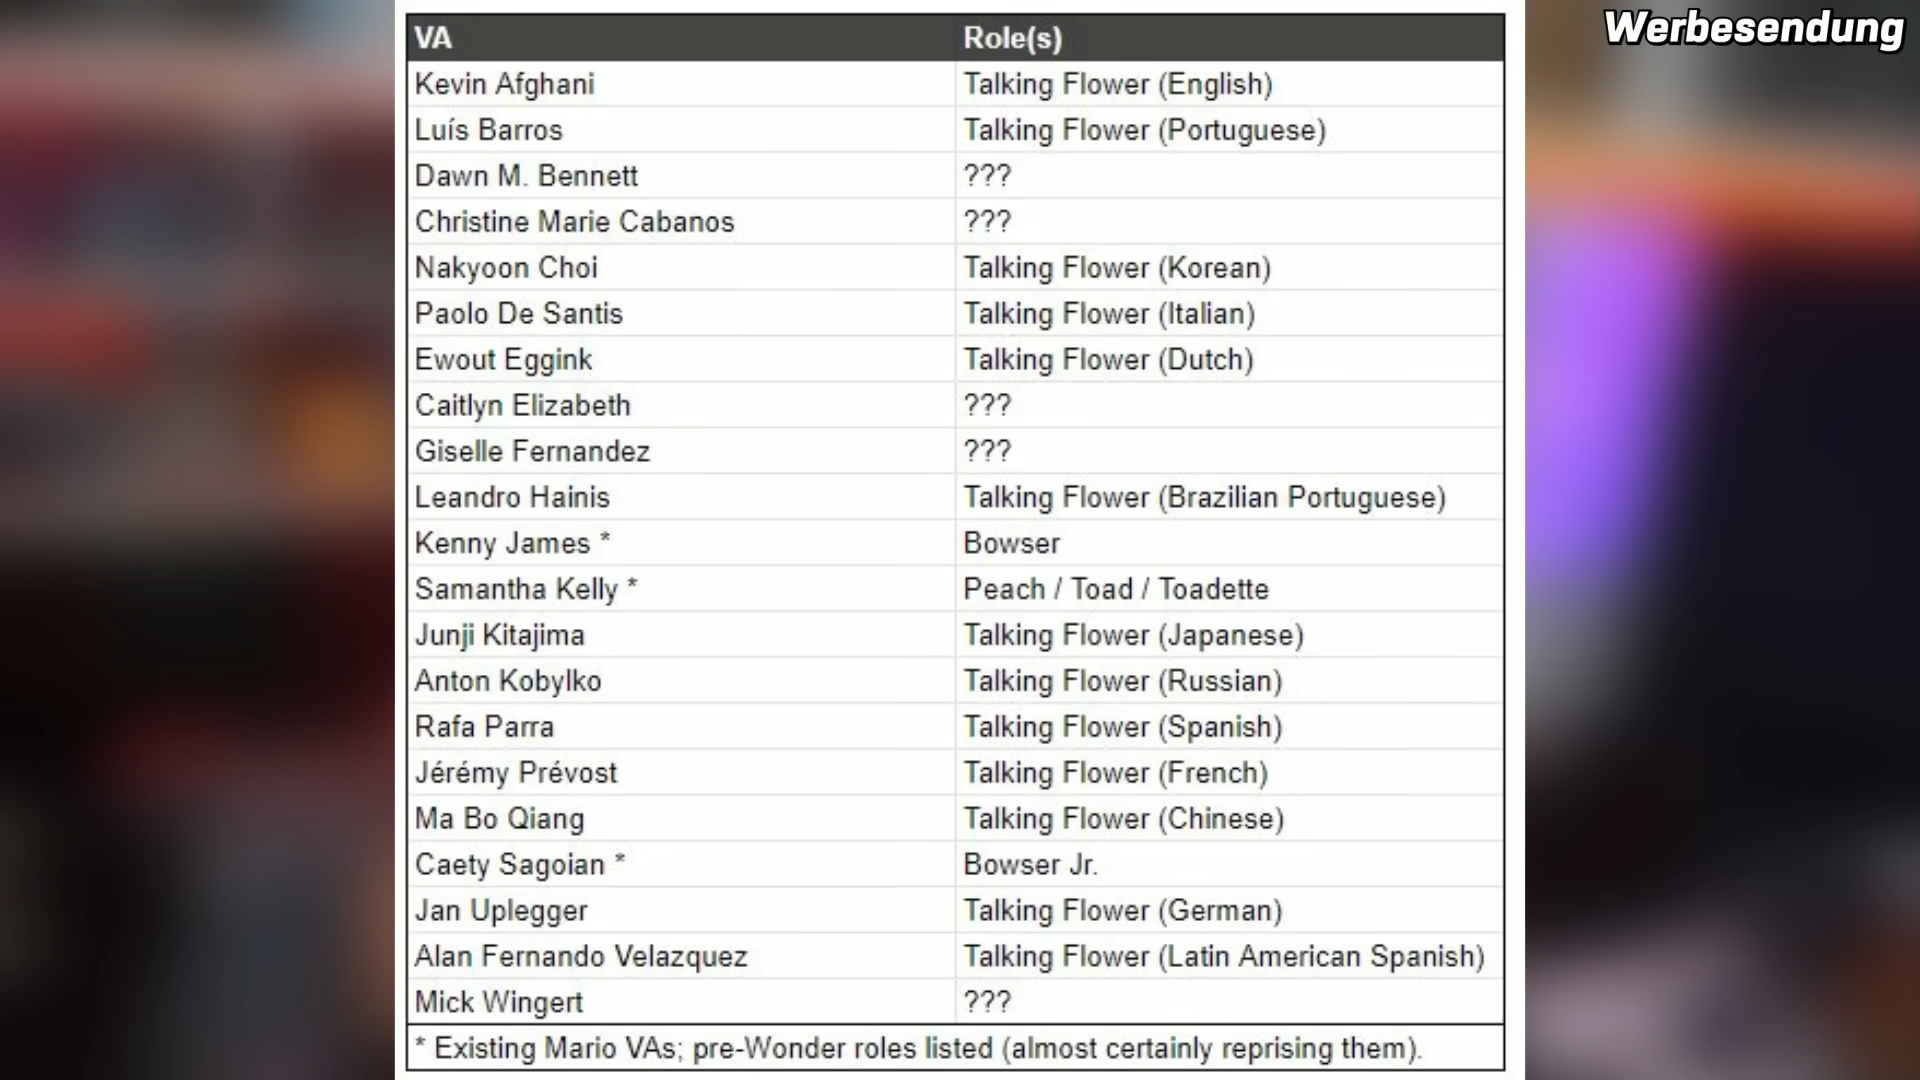 Werbesendung
VA Role(s)
Kevin Afghani Talking Flower (English)
Luís Barros Talking Flower (Portuguese)
Dawn M. Bennett ???
Christine Marie Cabanos ???
Nakyoon Choi Talking Flower (Korean)
Paolo De Santis Talking Flower (Italian)
Ewout Eggink Talking Flower (Dutch)
Caitlyn Elizabeth ???
Giselle Fernandez ???
Leandro Hainis Talking Flower (Brazilian Portuguese)
Kenny James * Bowser
Samantha Kelly * Peach / Toad / Toadette
Junji Kitajima Talking Flower (Japanese)
Anton Kobylko Talking Flower (Russian)
Rafa Parra Talking Flower (Spanish)
Jérémy Prévost Talking Flower (French)
Ma Bo Qiang Talking Flower (Chinese)
Caety Sagoian * Bowser Jr.
Jan Uplegger Talking Flower (German)
Alan Fernando Velazquez Talking Flower (Latin American Spanish)
Mick Wingert ???
* Existing Mario VAs; pre-Wonder roles listed (almost certainly reprising them).